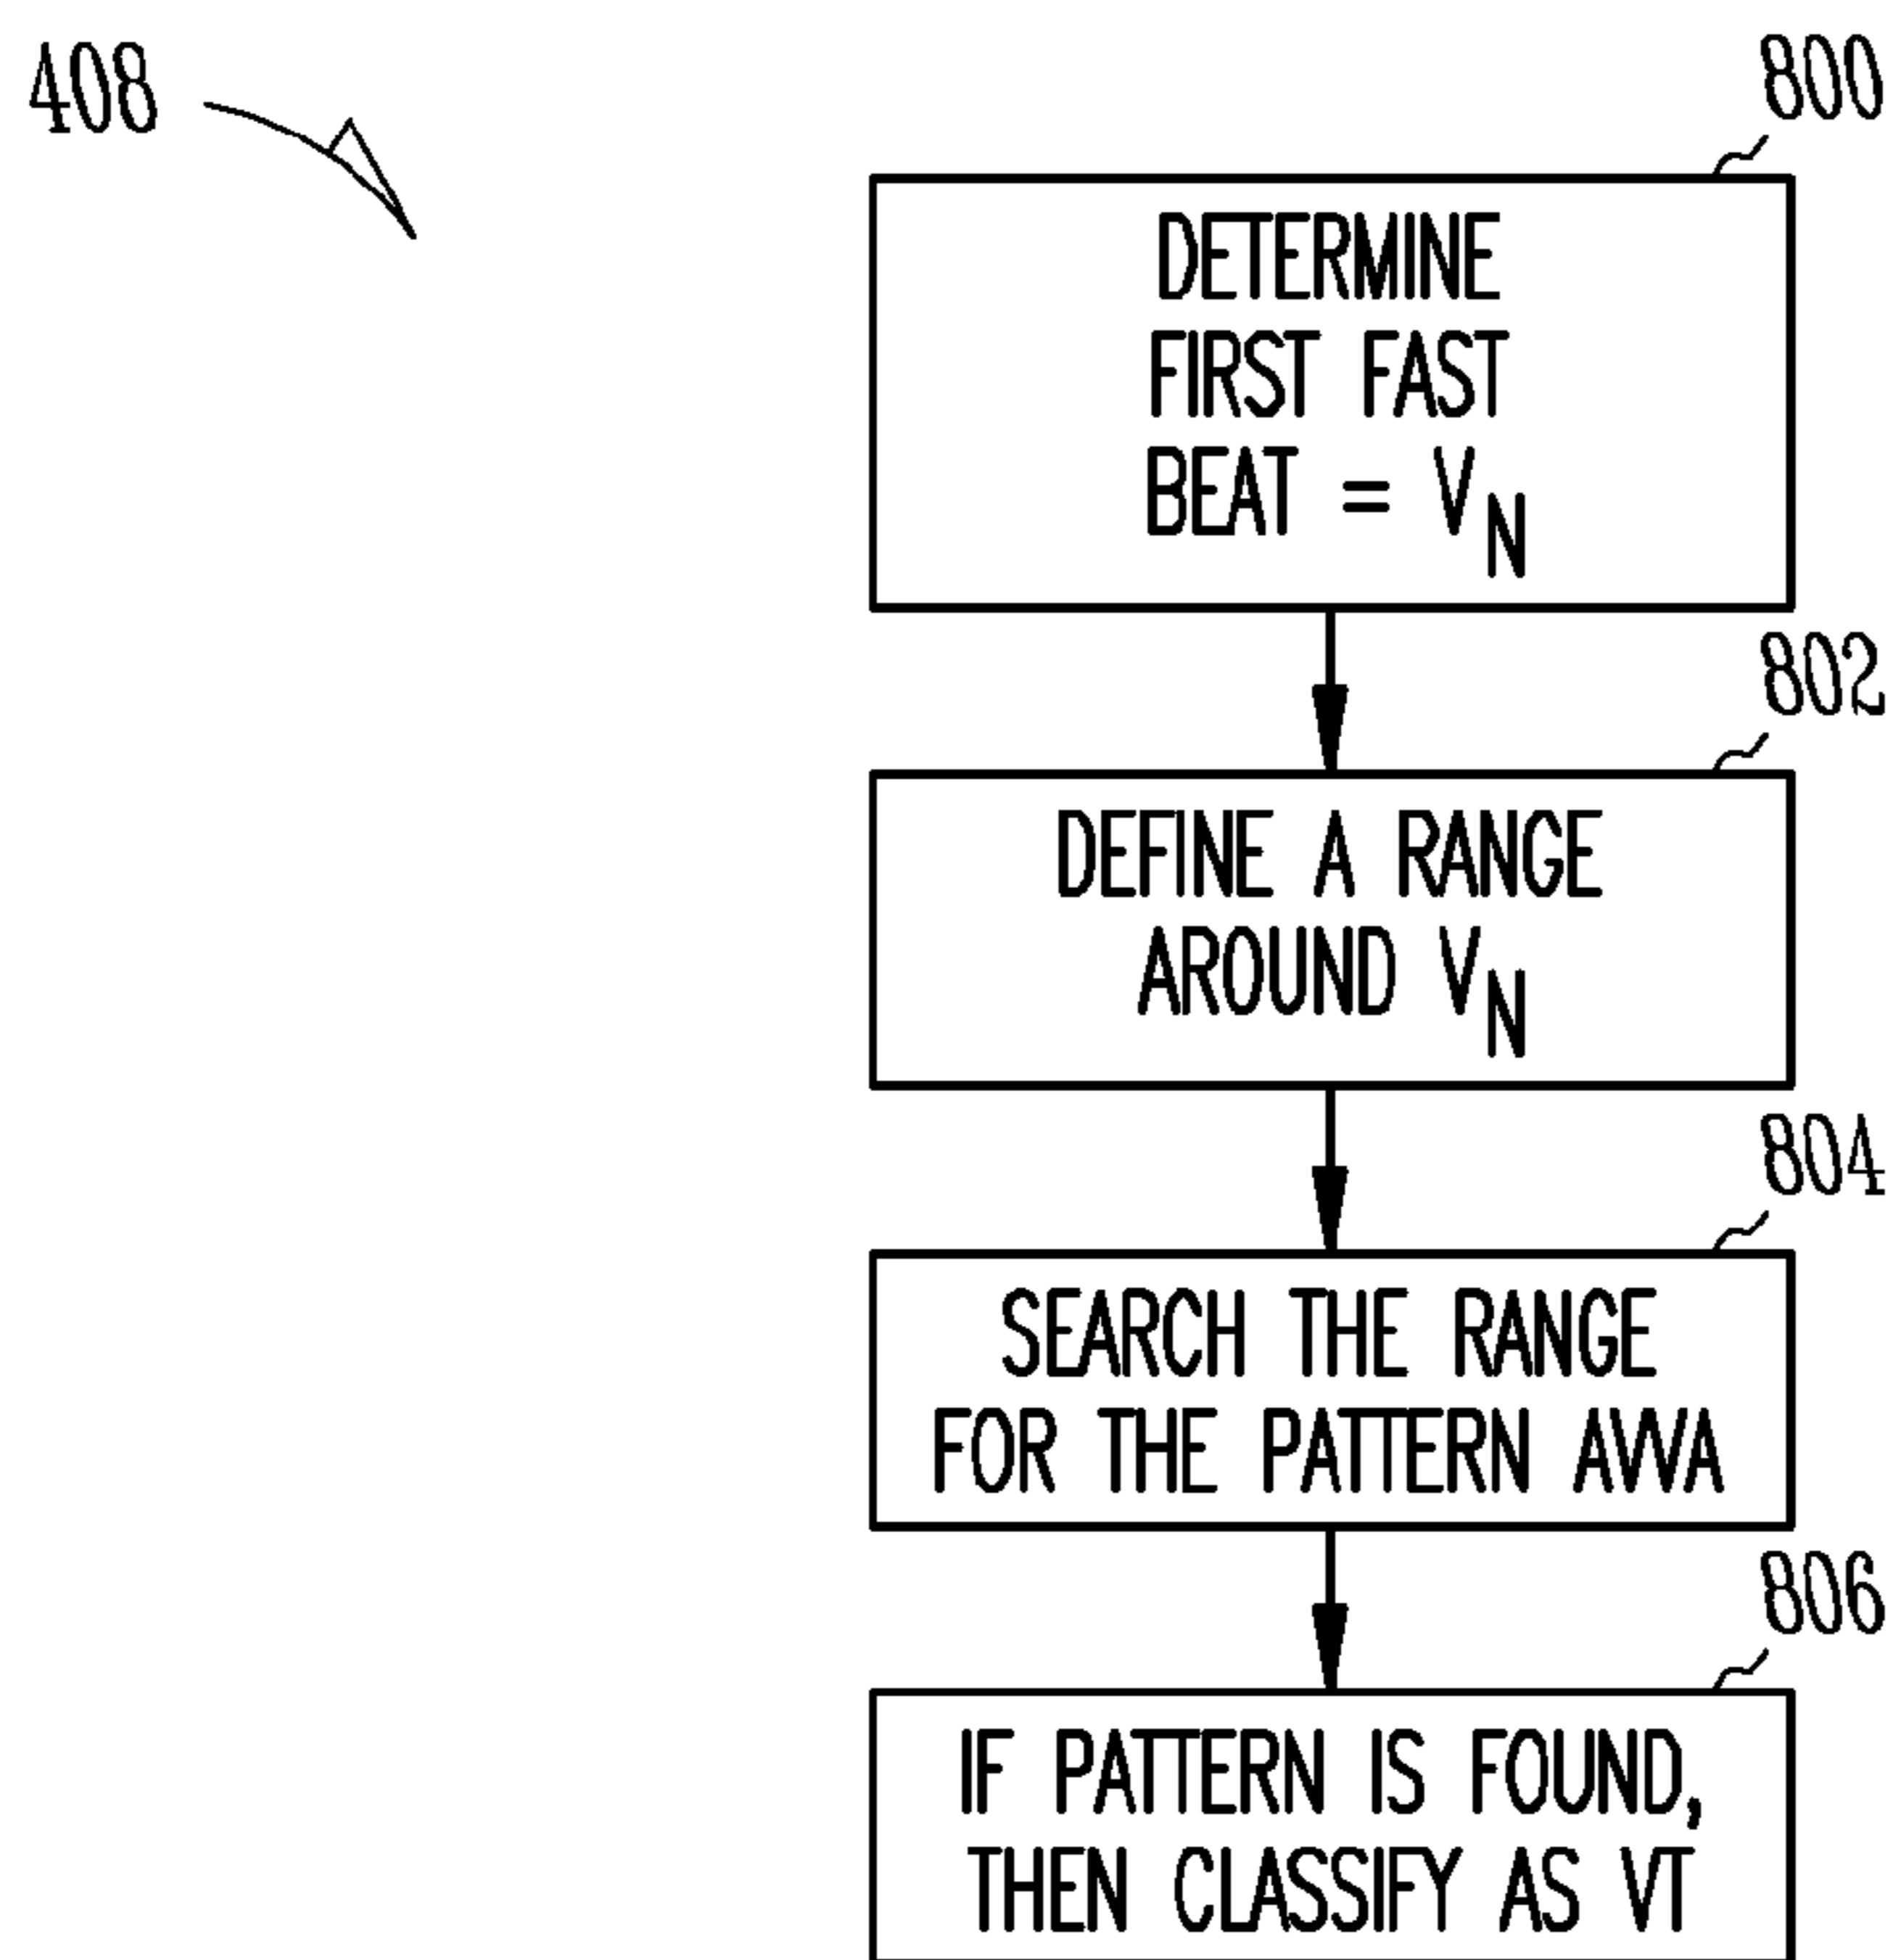 408
800
DETERMINE
FIRST FAST
BEAT = V_N
802
DEFINE A RANGE
AROUND V_N
804
SEARCH THE RANGE
FOR THE PATTERN AVVA
806
IF PATTERN IS FOUND,
THEN CLASSIFY AS VT